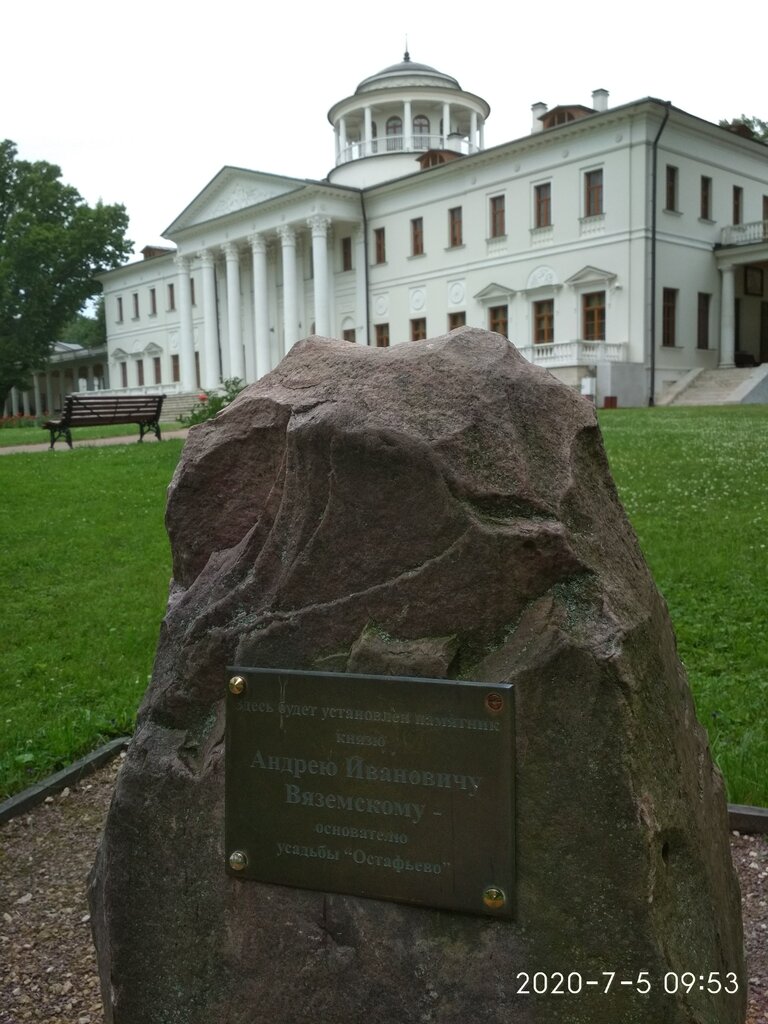 Здесь будет установлен памятник
князю
Андрею Ивановичу
Вяземскому -
основателю
усадьбы "Остафьево"
2020-7-5 09:53